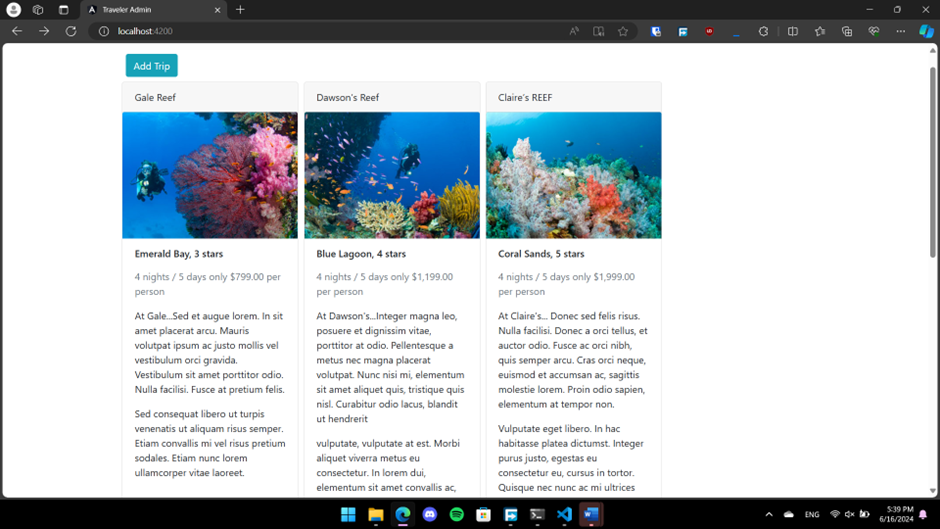 Traveler Admin
localhost:4200
Add Trip
Gale Reef
Emerald Bay, 3 stars
4 nights / 5 days only $799.00 per
person
At Gale...Sed et augue lorem. In sit
amet placerat arcu. Mauris
volutpat ipsum ac justo mollis vel
vestibulum orci gravida.
Vestibulum sit amet porttitor odio.
Nulla facilisi. Fusce at pretium felis.
Sed consequat libero ut turpis
venenatis ut aliquam risus semper.
Etiam convallis mi vel risus pretium
sodales. Etiam nunc lorem
ullamcorper vitae laoreet.
Dawson's Reef
Blue Lagoon, 4 stars
4 nights / 5 days only $1,199.00
per person
At Dawson's...Integer magna leo,
posuere et dignissim vitae,
porttitor at odio. Pellentesque a
metus nec magna placerat
volutpat. Nunc nisi mi, elementum
sit amet aliquet quis, tristique quis
nisl. Curabitur odio lacus, blandit
ut hendrerit
vulputate, vulputate at est. Morbi
aliquet viverra metus eu
consectetur. In lorem dui,
elementum sit amet convallis ac,
Claire's REEF
Coral Sands, 5 stars
4 nights / 5 days only $1,999.00
per person
At Claire's... Donec sed felis risus.
Nulla facilisi. Donec a orci tellus, et
auctor odio. Fusce ac orci nibh,
quis semper arcu. Cras orci neque,
euismod et accumsan ac, sagittis
molestie lorem. Proin odio sapien,
elementum at tempor non.
Vulputate eget libero. In hac
habitasse platea dictumst. Integer
purus justo, egestas eu
consectetur eu, cursus in tortor.
Quisque nec nunc ac mi ultrices
ENG
5:39 PM
6/16/2024